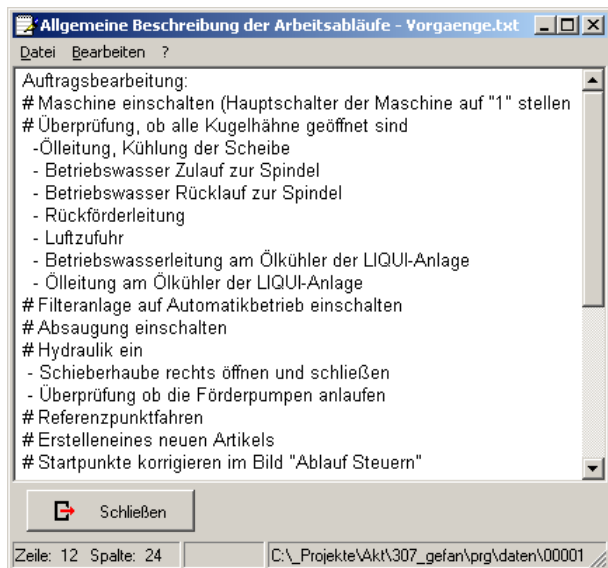 Allgemeine Beschreibung der Arbeitsabläufe - Vorgaenge.txt
Datei Bearbeiten ?
Auftragsbearbeitung:
# Maschine einschalten (Hauptschalter der Maschine auf "1" stellen
# Überprüfung, ob alle Kugelhähne geöffnet sind
-Ölleitung, Kühlung der Scheibe
- Betriebswasser Zulauf zur Spindel
- Betriebswasser Rücklauf zur Spindel
- Rückförderleitung
- Luftzufuhr
- Betriebswasserleitung am Ölkühler der LIQUI-Anlage
- Ölleitung am Ölkühler der LIQUI-Anlage
# Filteranlage auf Automatikbetrieb einschalten
# Absaugung einschalten
# Hydraulik ein
- Schieberhaube rechts öffnen und schließen
- Überprüfung ob die Förderpumpen anlaufen
# Referenzpunktfahren
# Erstelleneines neuen Artikels
# Startpunkte korrigieren im Bild "Ablauf Steuern"
Schließen
Zeile: 12 Spalte: 24 C:\_Projekte\Akt\307_gefan\prg\daten\00001